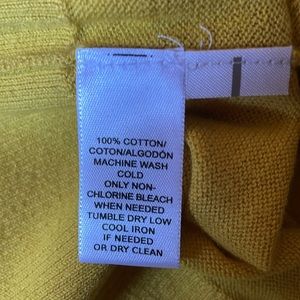 100% COTTON/
COTON/ALGODÓN
MACHINE WASH
COLD
ONLY NON-
CHLORINE BLEACH
WHEN NEEDED
TUMBLE DRY LOW
COOL IRON
IF NEEDED
OR DRY CLEAN